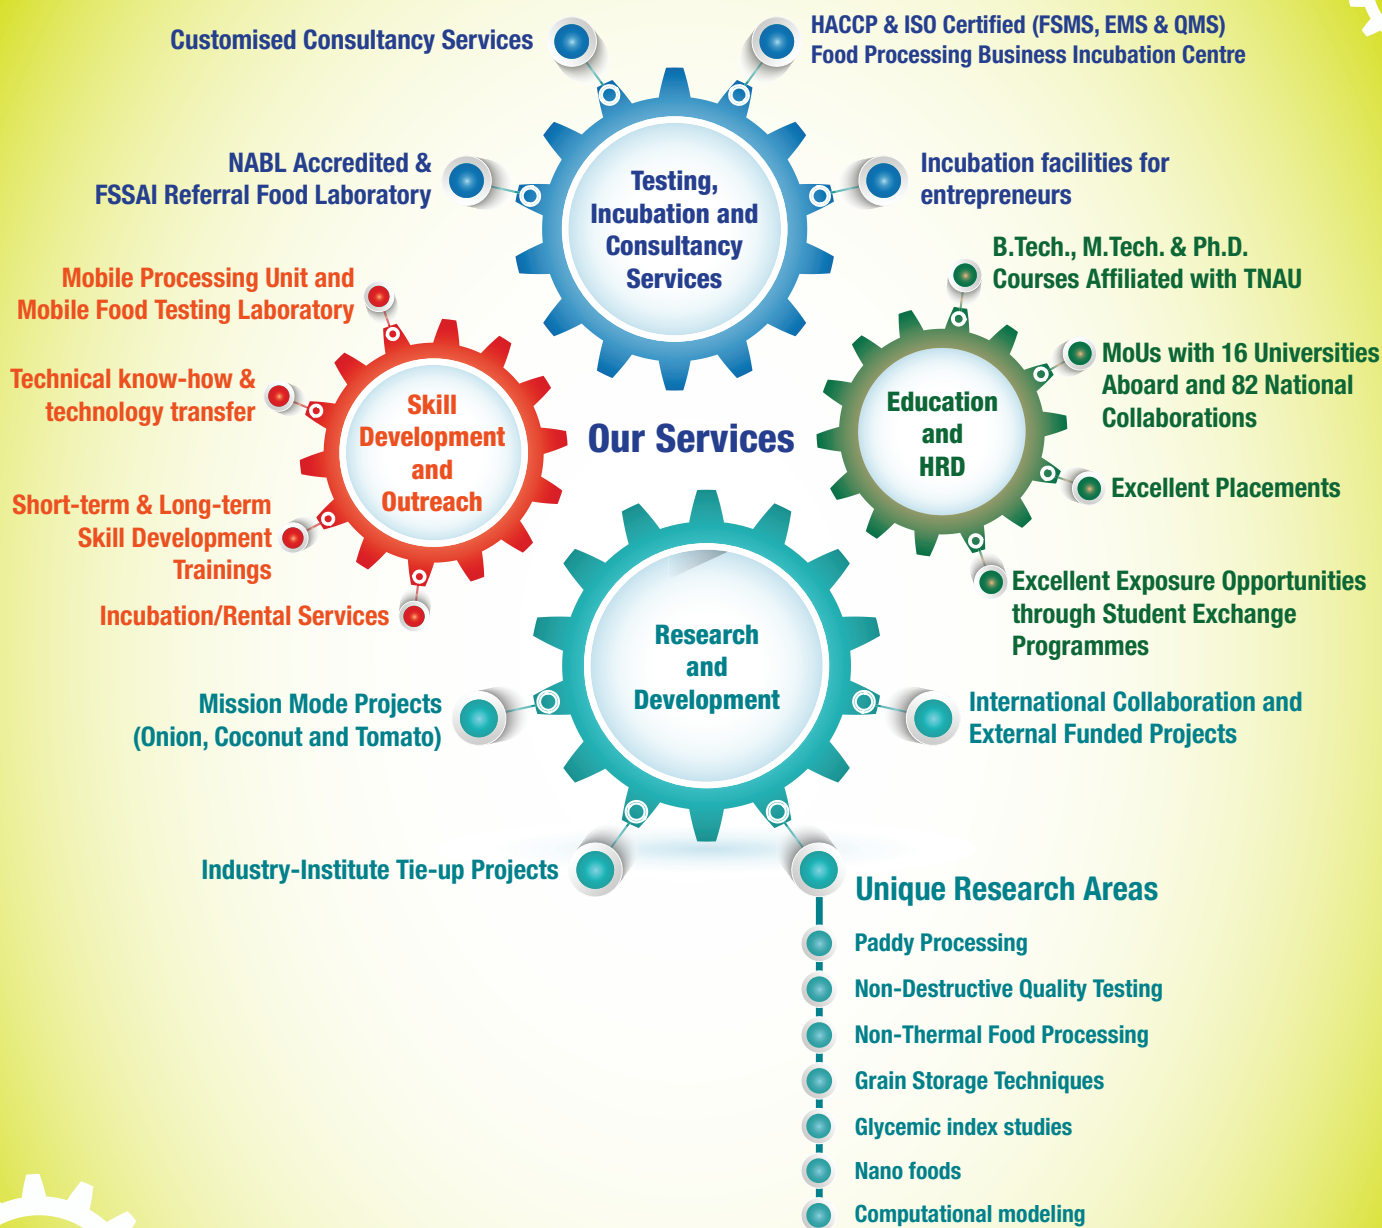 Customised Consultancy Services
HACCP & ISO Certified (FSMS, EMS & QMS)
Food Processing Business Incubation Centre
NABL Accredited &
FSSAI Referral Food Laboratory
Testing,
Incubation and
Consultancy
Services
Incubation facilities for
entrepreneurs
Mobile Processing Unit and
Mobile Food Testing Laboratory
Technical know-how &
technology transfer
Short-term & Long-term
Skill Development
Trainings
Incubation/Rental Services
Skill
Development
and
Outreach
Our Services
Education
and
HRD
B.Tech., M.Tech. & Ph.D.
Courses Affiliated with TNAU
MoUs with 16 Universities
Aboard and 82 National
Collaborations
Excellent Placements
Excellent Exposure Opportunities
through Student Exchange
Programmes
Research
and
Development
Mission Mode Projects
(Onion, Coconut and Tomato)
International Collaboration and
External Funded Projects
Industry-Institute Tie-up Projects
Unique Research Areas
Paddy Processing
Non-Destructive Quality Testing
Non-Thermal Food Processing
Grain Storage Techniques
Glycemic index studies
Nano foods
Computational modeling